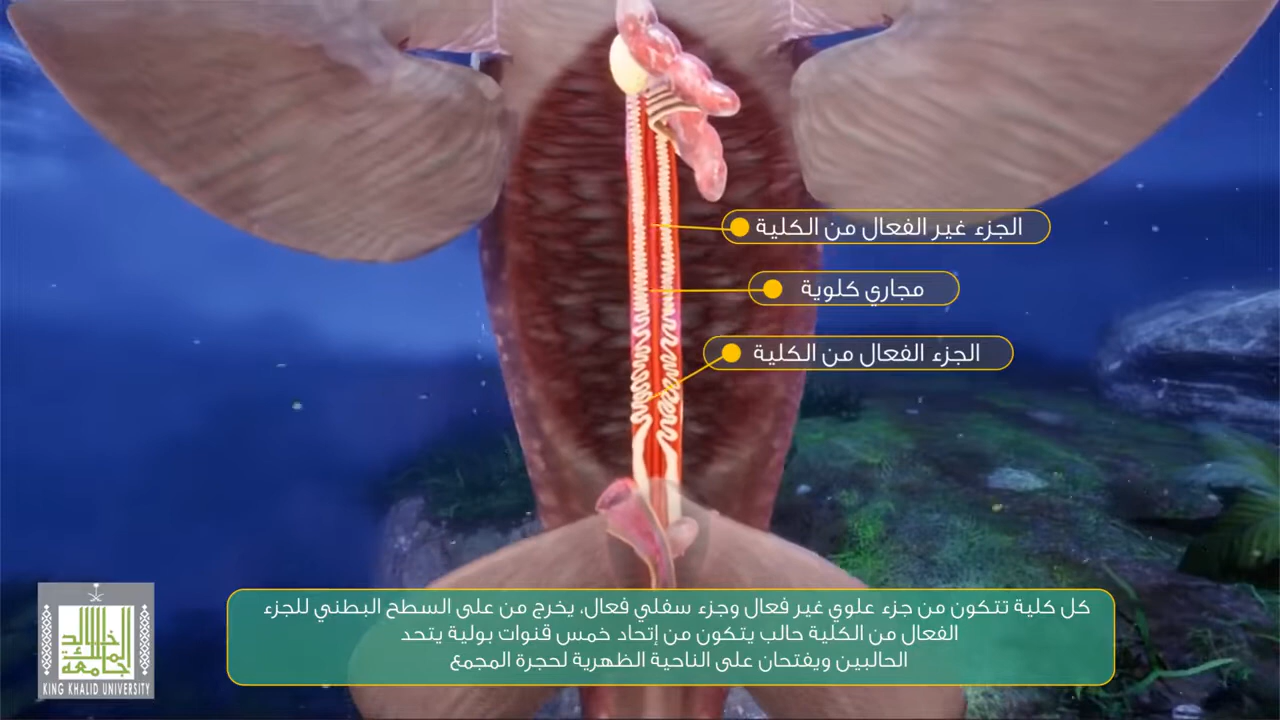 الجزء غير الفعال من الكلية
مجاري كلوية
الجزء الفعال من الكلية
كل كلية تتكون من جزء علوي غير فعال وجزء سفلي فعال، يخرج من على السطح البطني للجزء
الفعال من الكلية حالب يتكون من إتحاد خمس قنوات بولية يتحد
الحالبين ويفتحان على الناحية الظهرية لحجرة المجمع
جامعة الملك خالد
KING KHALID UNIVERSITY